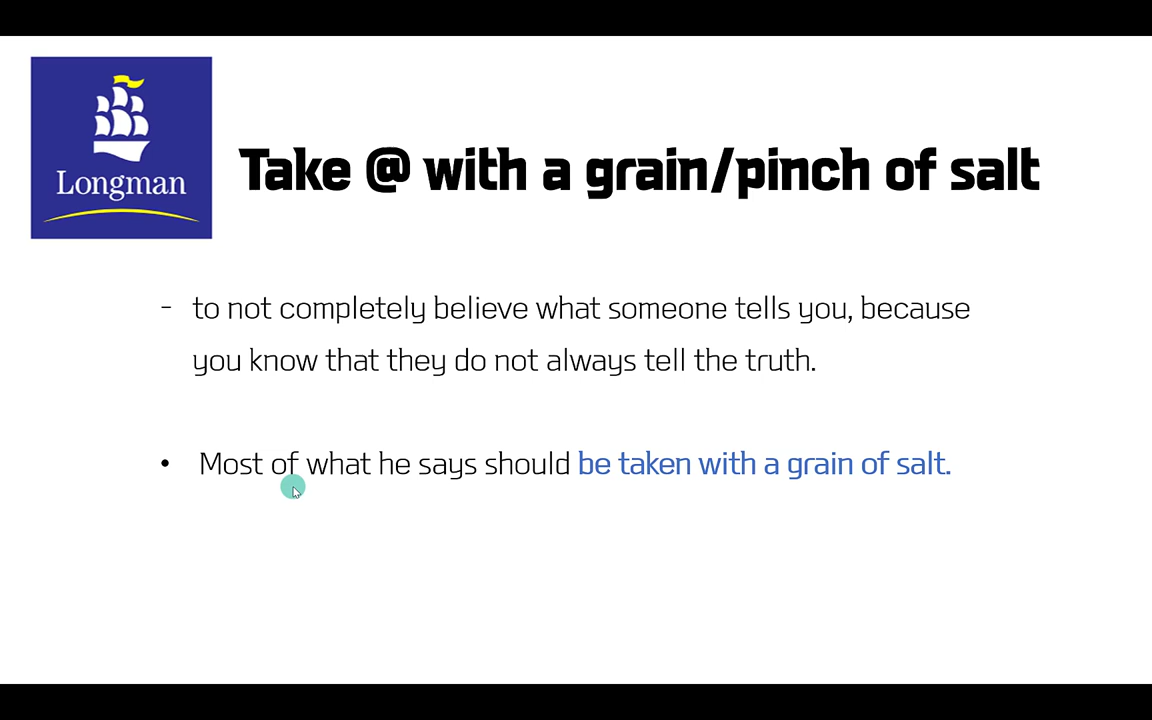 Longman
Take @ with a grain/pinch of salt
- to not completely believe what someone tells you, because
you know that they do not always tell the truth.
• Most of what he says should be taken with a grain of salt.